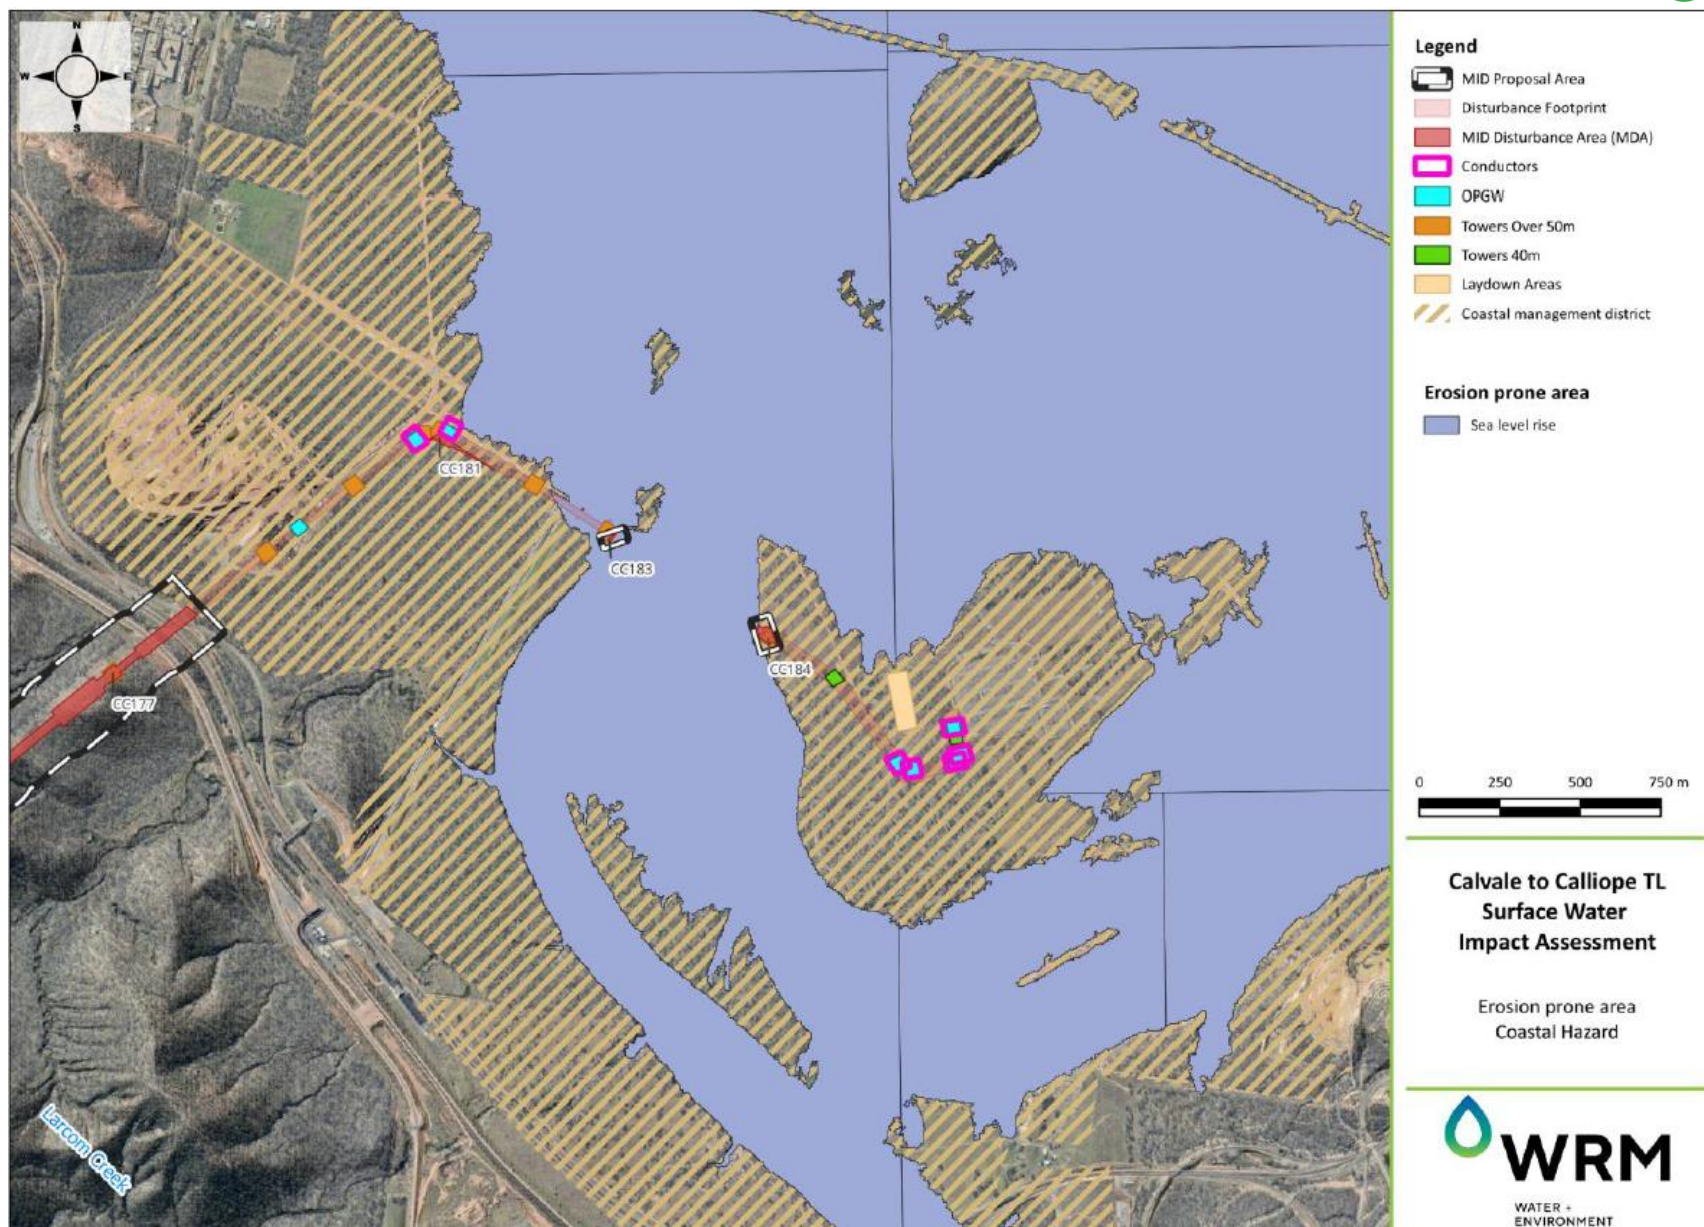 N
W
E
S
CC181
CC183
CC184
CC177
Larcom Creek
Legend
MID Proposal Area
Disturbance Footprint
MID Disturbance Area (MDA)
Conductors
OPGW
Towers Over 50m
Towers 40m
Laydown Areas
Coastal management district
Erosion prone area
Sea level rise
0 250 500 750 m
Calvale to Calliope TL
Surface Water
Impact Assessment
Erosion prone area
Coastal Hazard
WRM
WATER +
ENVIRONMENT